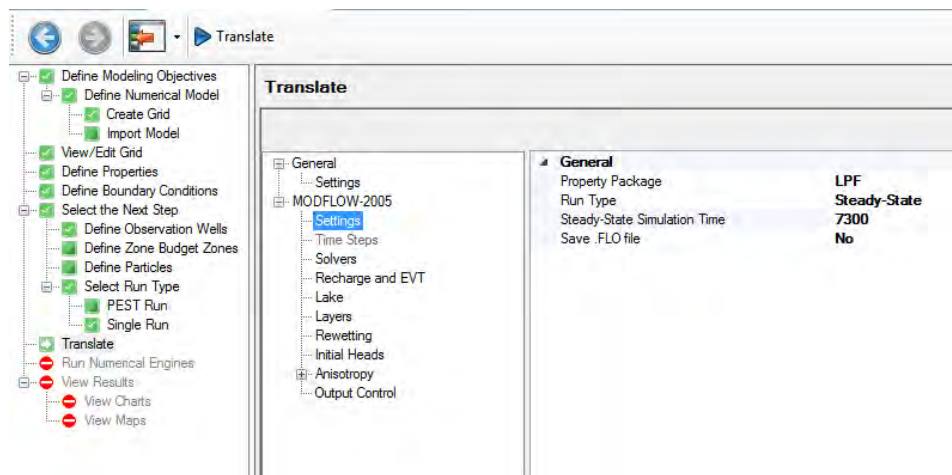 Translate
Define Modeling Objectives
Define Numerical Model
Create Grid
Import Model
View/Edit Grid
Define Properties
Define Boundary Conditions
Select the Next Step
Define Observation Wells
Define Zone Budget Zones
Define Particles
Select Run Type
PEST Run
Single Run
Translate
Run Numerical Engines
View Results
View Charts
View Maps
Translate
General
Settings
MODFLOW-2005
Settings
Time Steps
Solvers
Recharge and EVT
Lake
Layers
Rewetting
Initial Heads
Anisotropy
Output Control
General
Property Package LPF
Run Type Steady-State
Steady-State Simulation Time 7300
Save .FLO file No